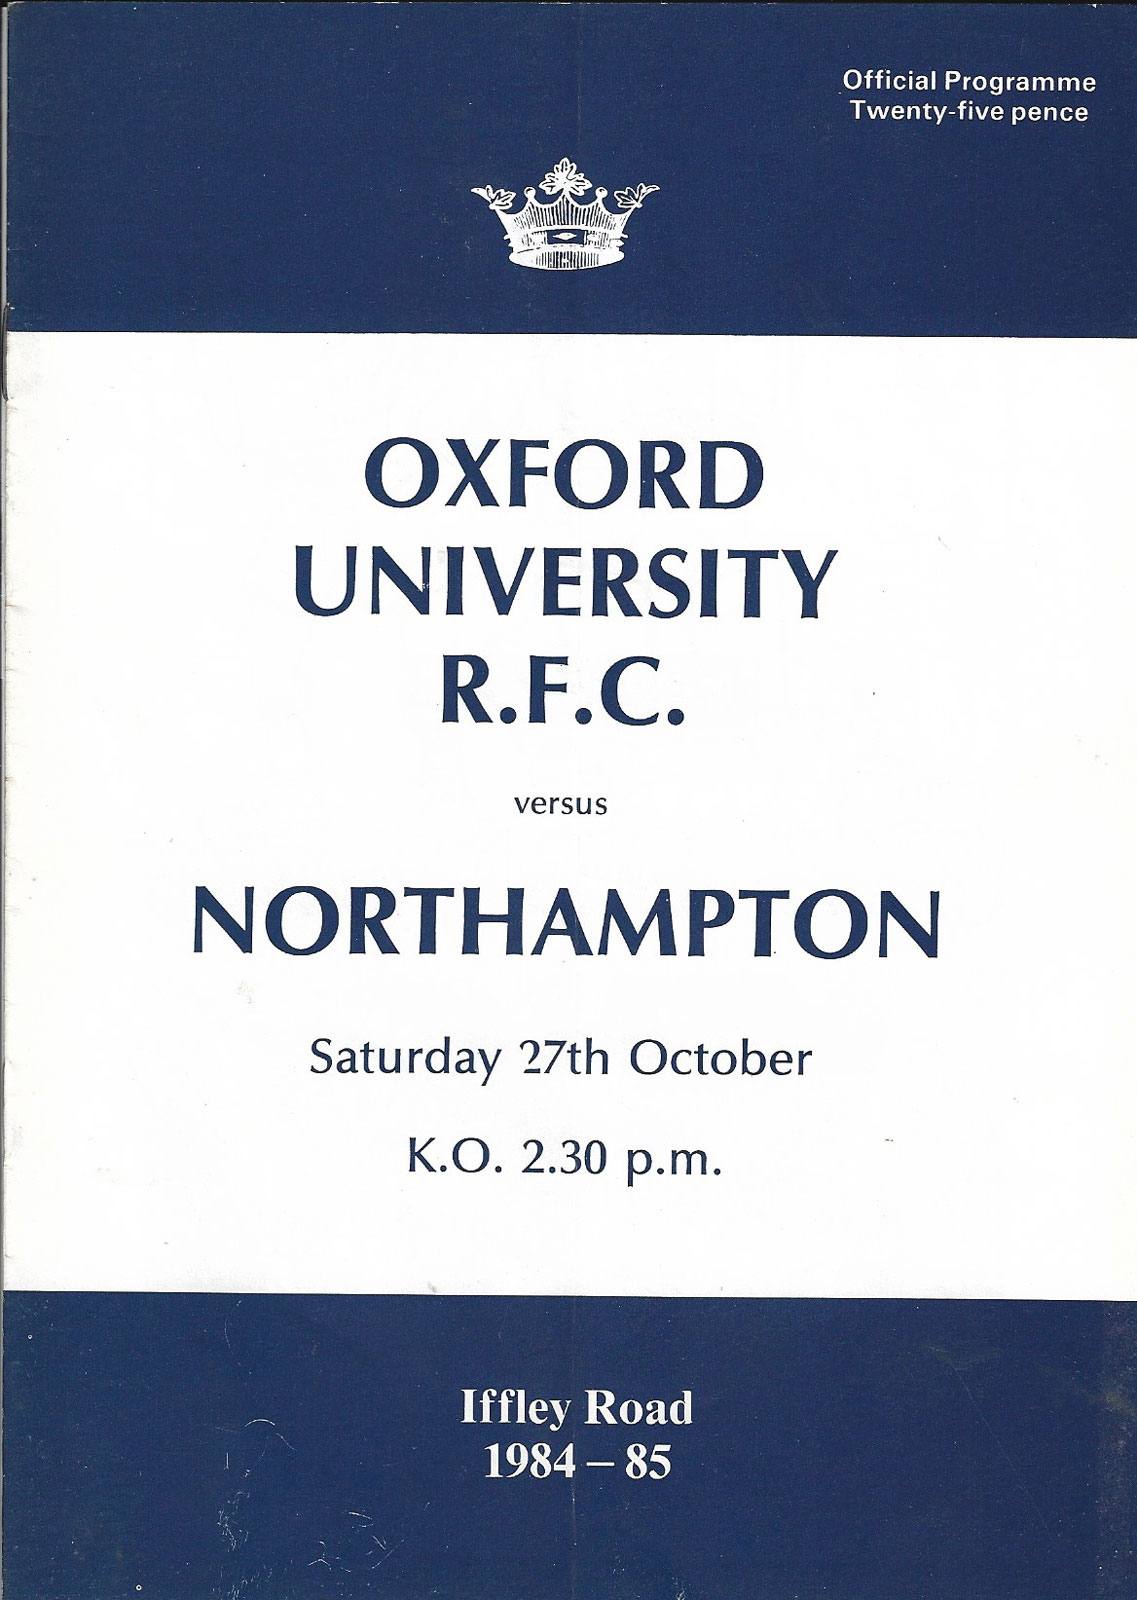 Official Programme
Twenty-five pence
OXFORD
UNIVERSITY
R.F.C.
versus
NORTHAMPTON
Saturday 27th October
K.O. 2.30 p.m.
Iffley Road
1984 – 85